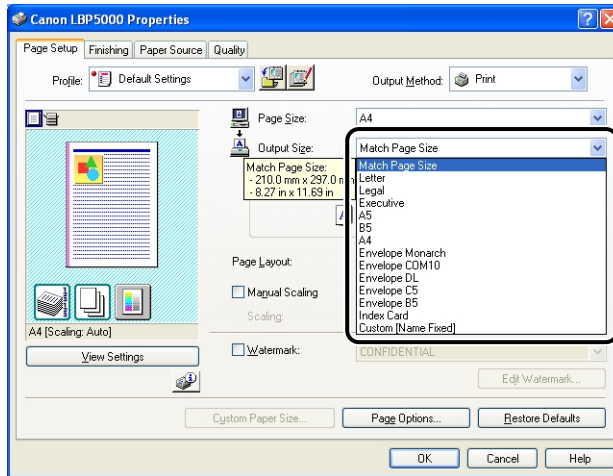 Canon LBP5000 Properties
Page Setup Finishing Paper Source Quality
Profile: Default Settings Output Method: Print
Page Size: A4
Output Size: Match Page Size
Match Page Size:
- 210.0 mm x 297.0 m
- 8.27 in x 11.69 in
Match Page Size
Letter
Legal
Executive
A5
B5
A4
Envelope Monarch
Envelope COM10
Envelope DL
Envelope C5
Envelope B5
Index Card
Custom [Name Fixed]
A
Page Layout:
Manual Scaling
Scaling:
A4 [Scaling: Auto]
View Settings
Watermark: CONFIDENTIAL
Edit Watermark...
Custom Paper Size... Page Options... Restore Defaults
OK Cancel Help